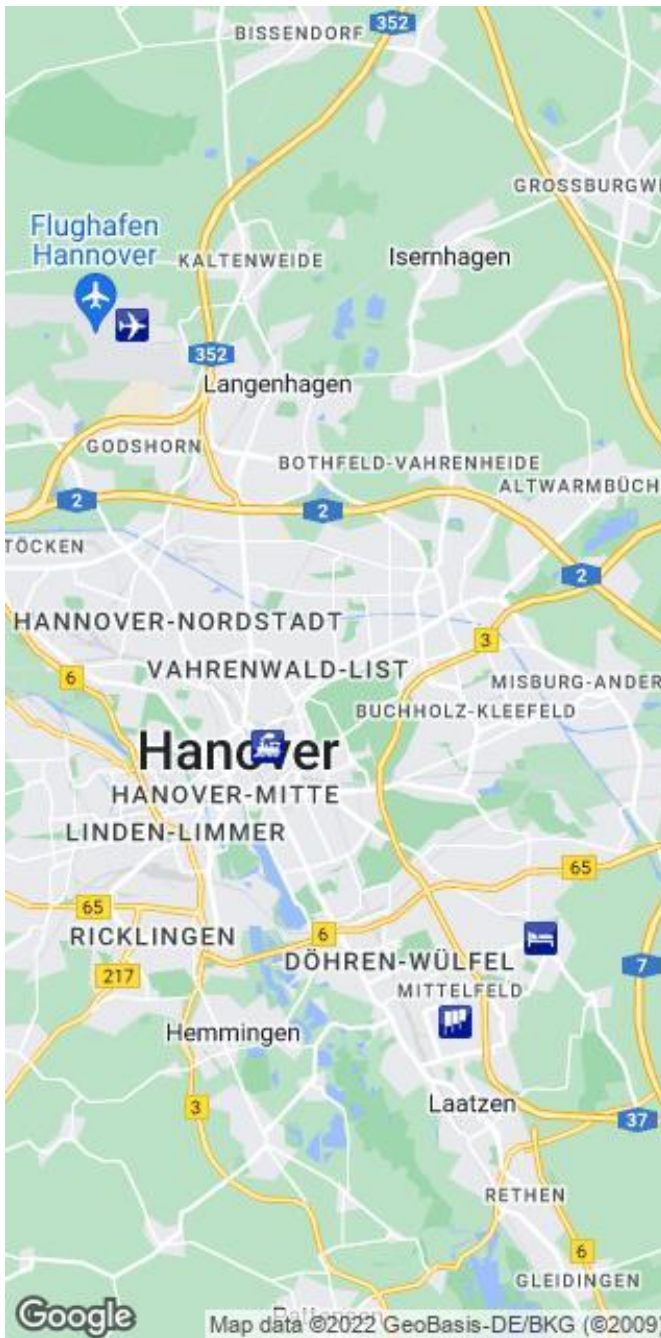 352
BISSENDORF
GROSSBURGWE
Flughafen
Hannover
KALTENWEIDE
Isernhagen
352
Langenhagen
GODSHORN
BOTHFELD-VAHRENHEIDE
2
2
ALTWARMBÜCH
TÖCKEN
2
HANNOVER-NORDSTADT
3
VAHRENWALD-LIST
6
MISBURG-ANDER
BUCHHOLZ-KLEEFELD
Hanover
HANOVER-MITTE
LINDEN-LIMMER
65
65
RICKLINGEN
6
DÖHREN-WÜLFEL
7
217
MITTELFELD
Hemmingen
Laatzen
3
37
RETHEN
6
GLEIDINGEN
Google
Map data ©2022 GeoBasis-DE/BKG (©2009